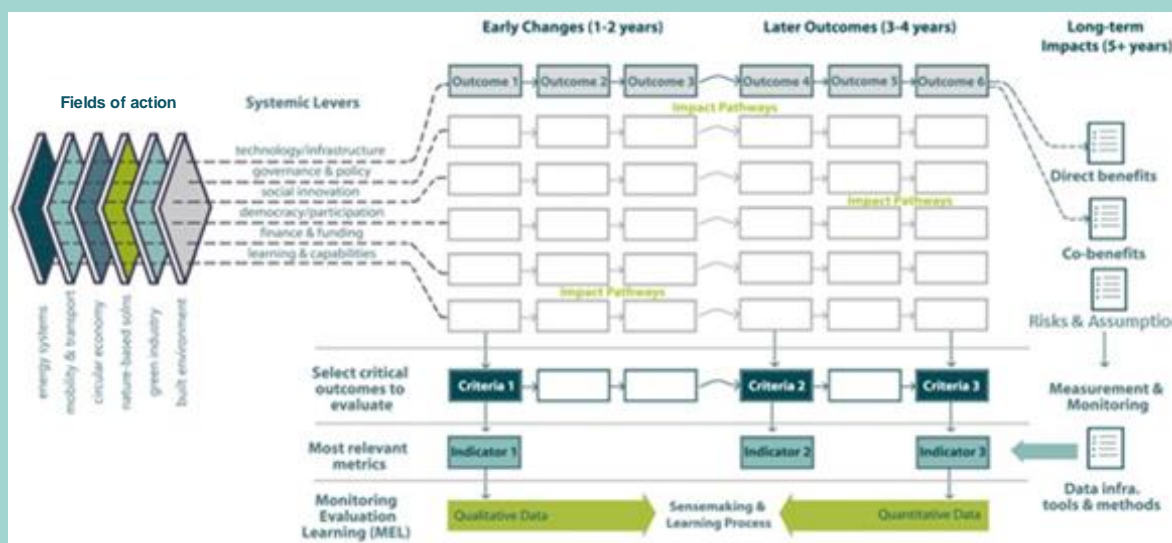 Early Changes (1-2 years)
Later Outcomes (3-4 years)
Long-term
Impacts (5+ years)
Fields of action
Systemic Levers
Outcome 1
Outcome 2
Outcome 3
Outcome 4
Outcome 5
Outcome 6
Impact Pathways
technology/infrastructure
governance & policy
social innovation
democracy/participation
finance & funding
learning & capabilities
Impact Pathways
Impact Pathways
Direct benefits
Co-benefits
Risks & Assumption
energy systems
mobility & transport
circular economy
nature-based solns
green industry
built environment
Select critical
outcomes to
evaluate
Criteria 1
Criteria 2
Criteria 3
Measurement &
Monitoring
Most relevant
metrics
Indicator 1
Indicator 2
Indicator 3
Data infra.
tools & methods
Monitoring
Evaluation
Learning (MEL)
Qualitative Data
Sensemaking &
Learning Process
Quantitative Data